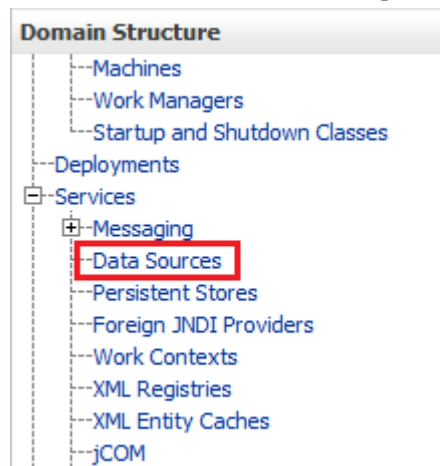 Domain Structure
Machines
Work Managers
Startup and Shutdown Classes
Deployments
Services
Messaging
Data Sources
Persistent Stores
Foreign JNDI Providers
Work Contexts
XML Registries
XML Entity Caches
jCOM